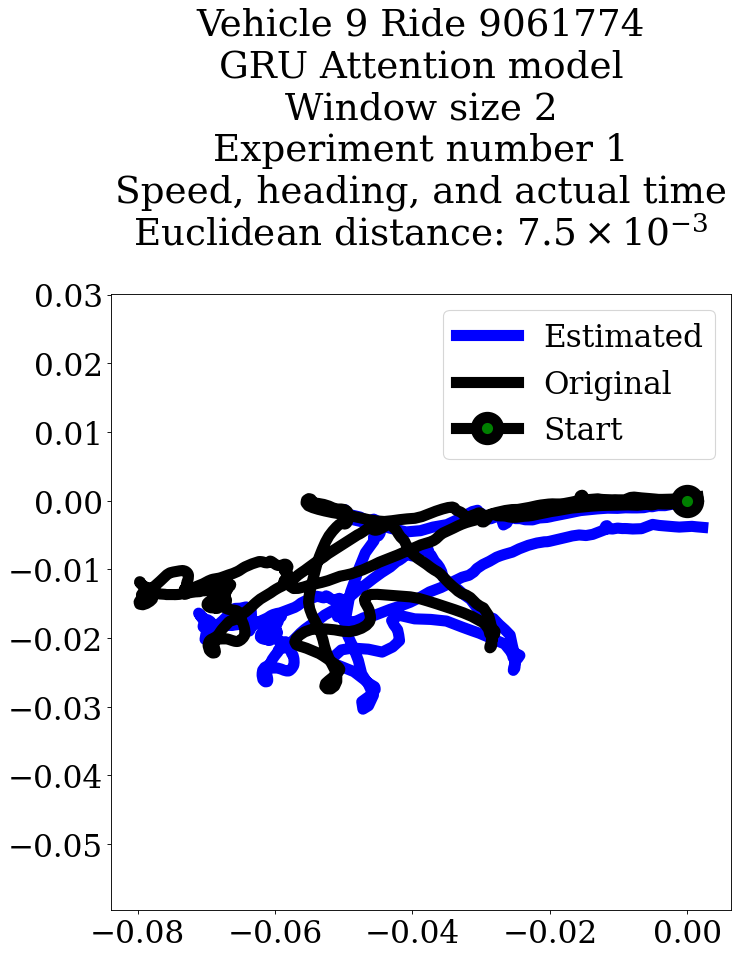 Vehicle 9 Ride 9061774
GRU Attention model
Window size 2
Experiment number 1
Speed, heading, and actual time
Euclidean distance: 7.5 × 10⁻³
0.03
0.02
0.01
0.00
−0.01
−0.02
−0.03
−0.04
−0.05
Estimated
Original
Start
−0.08
−0.06
−0.04
−0.02
0.00